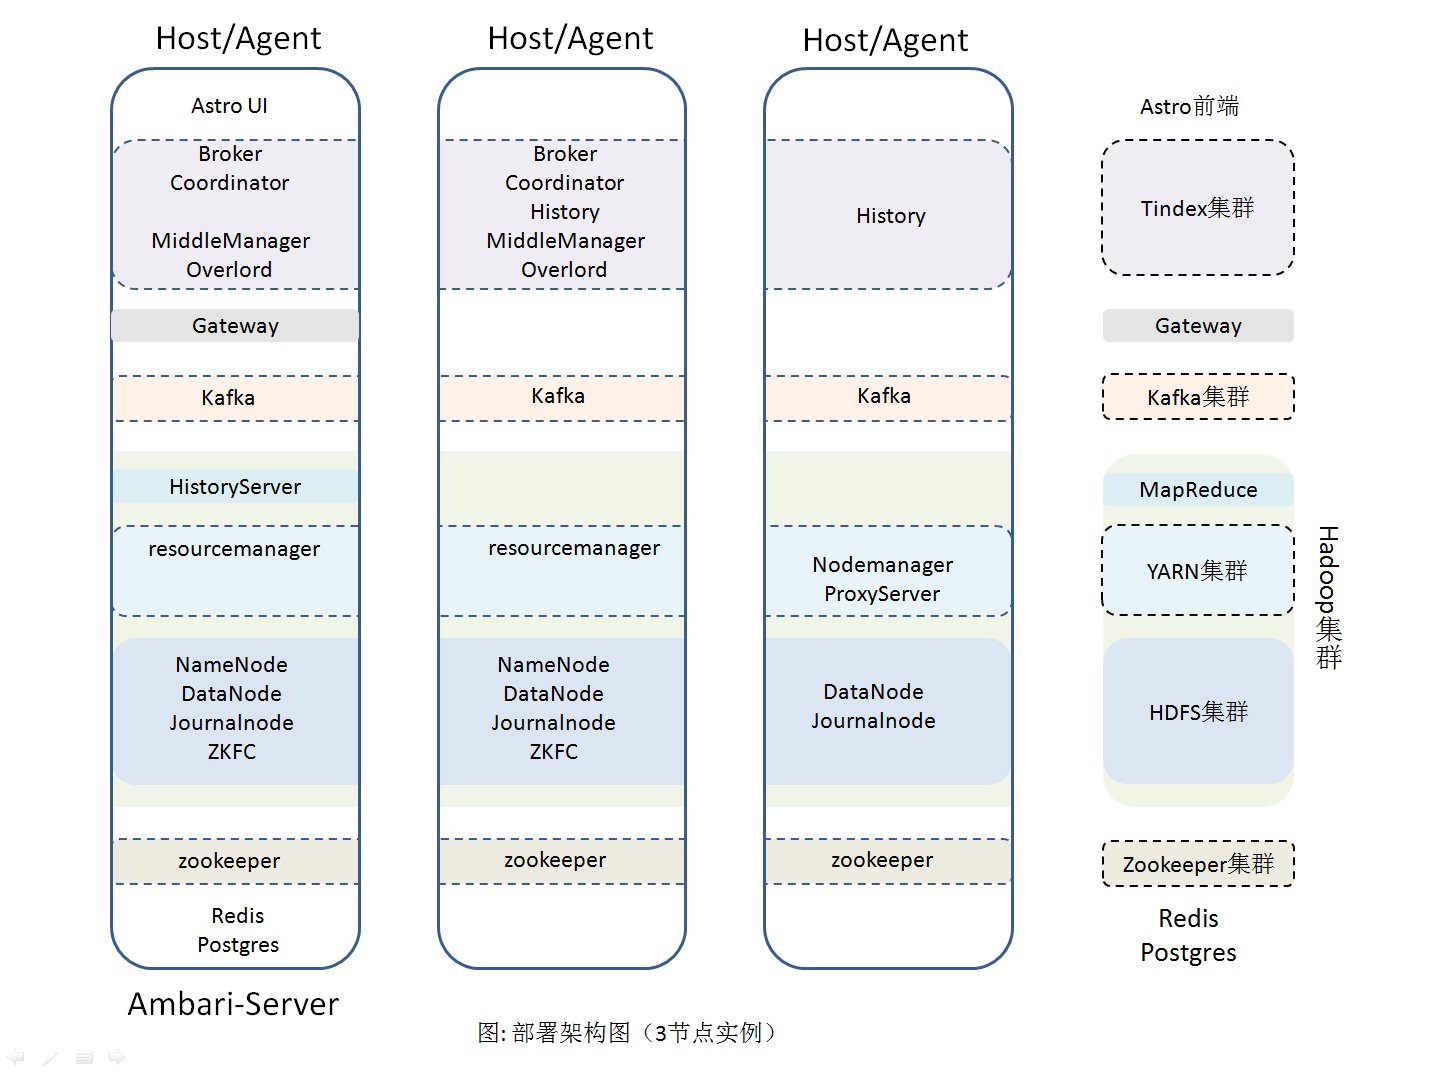 Host/Agent
Astro UI
Broker
Coordinator
MiddleManager
Overlord
Gateway
Kafka
HistoryServer
resourcemanager
NameNode
DataNode
Journalnode
ZKFC
zookeeper
Redis
Postgres
Ambari-Server
Host/Agent
Broker
Coordinator
History
MiddleManager
Overlord
Kafka
resourcemanager
NameNode
DataNode
Journalnode
ZKFC
zookeeper
Host/Agent
History
Kafka
Nodemanager
ProxyServer
DataNode
Journalnode
zookeeper
Astro前端
Tindex集群
Gateway
Kafka集群
MapReduce
YARN集群
HDFS集群
Hadoop集群
Zookeeper集群
Redis
Postgres
图: 部署架构图（3节点实例）